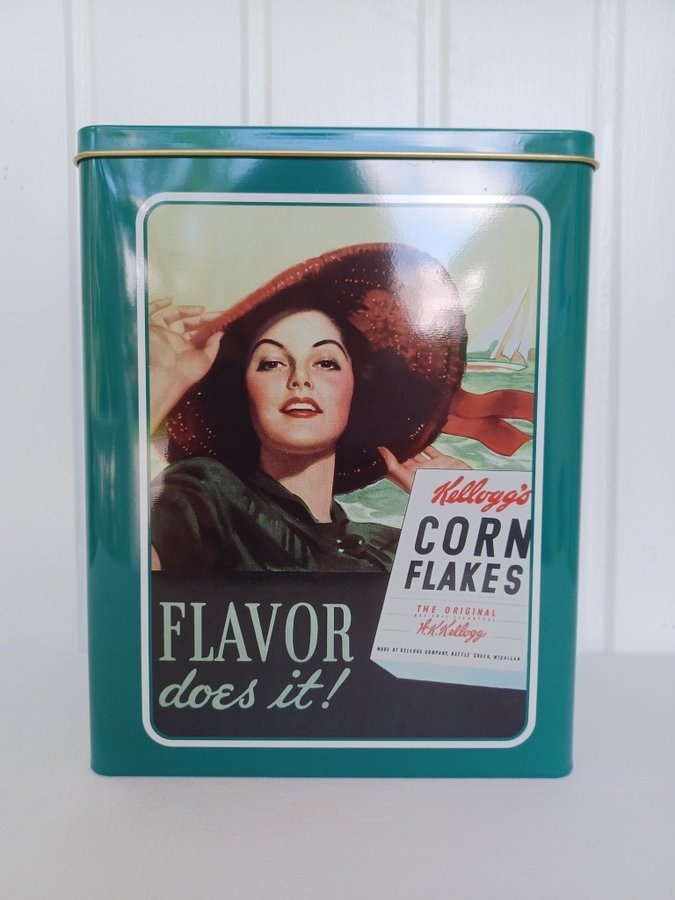 Kellogg's
CORN
FLAKES
THE ORIGINAL
H.K. Kellogg
MADE BY KELLOGG COMPANY, BATTLE CREEK, MICHIGAN
FLAVOR
does it!